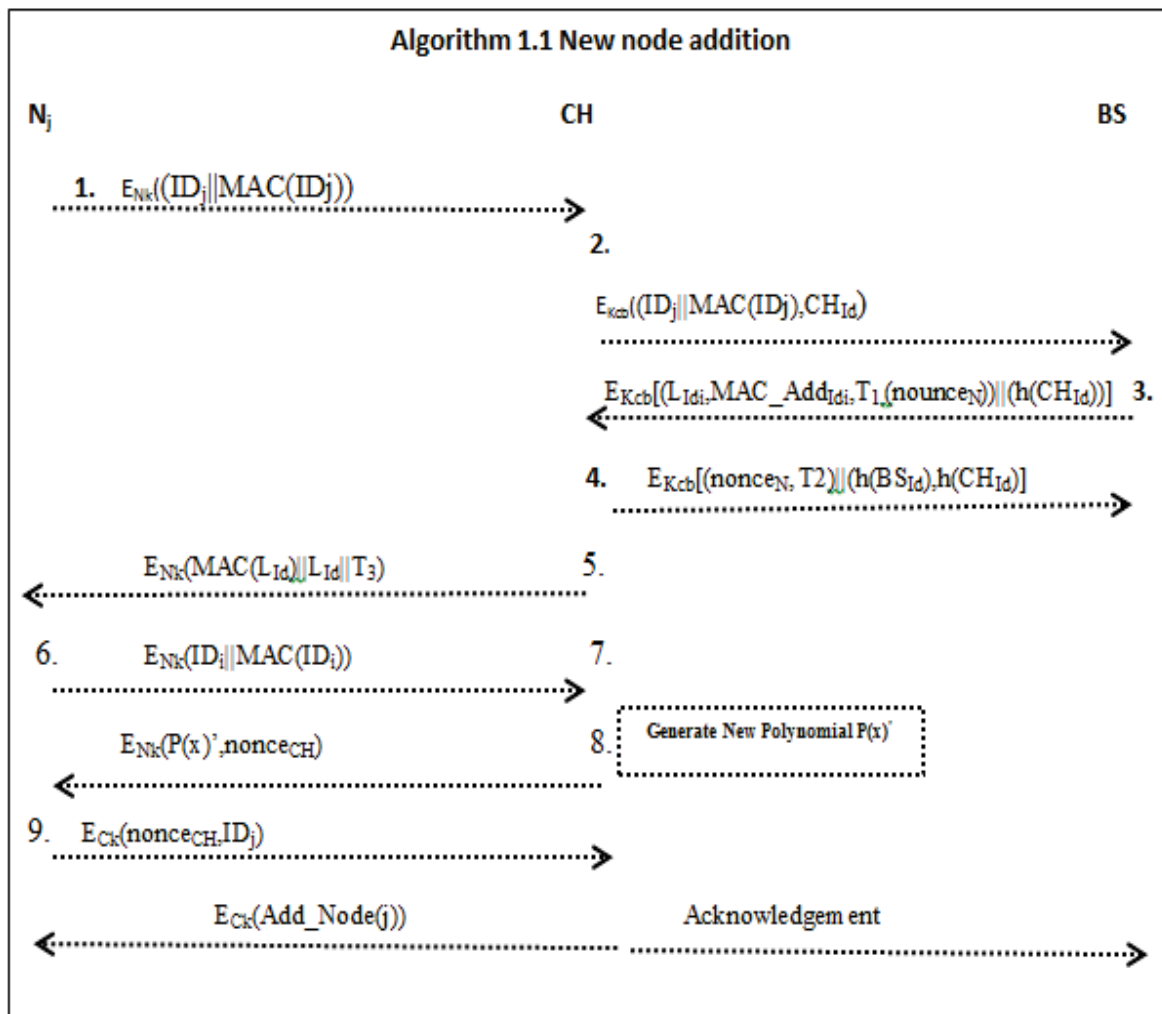 Algorithm 1.1 New node addition
Nj CH BS
1. ENk((IDj||MAC(IDj))
2.
EKcb((IDj||MAC(IDj),CHId)
EKcb[(LIdi,MAC_AddIdi,T1,(nounceN))||(h(CHId))] 3.
4. EKcb[(nonceN, T2)||(h(BSId),h(CHId)]
ENk(MAC(LId)||LId||T3) 5.
6. ENk(IDi||MAC(IDi)) 7.
ENk(P(x)’,nonceCH) 8. Generate New Polynomial P(x)’
9. ECk(nonceCH,IDj)
ECk(Add_Node(j)) Acknowledgement